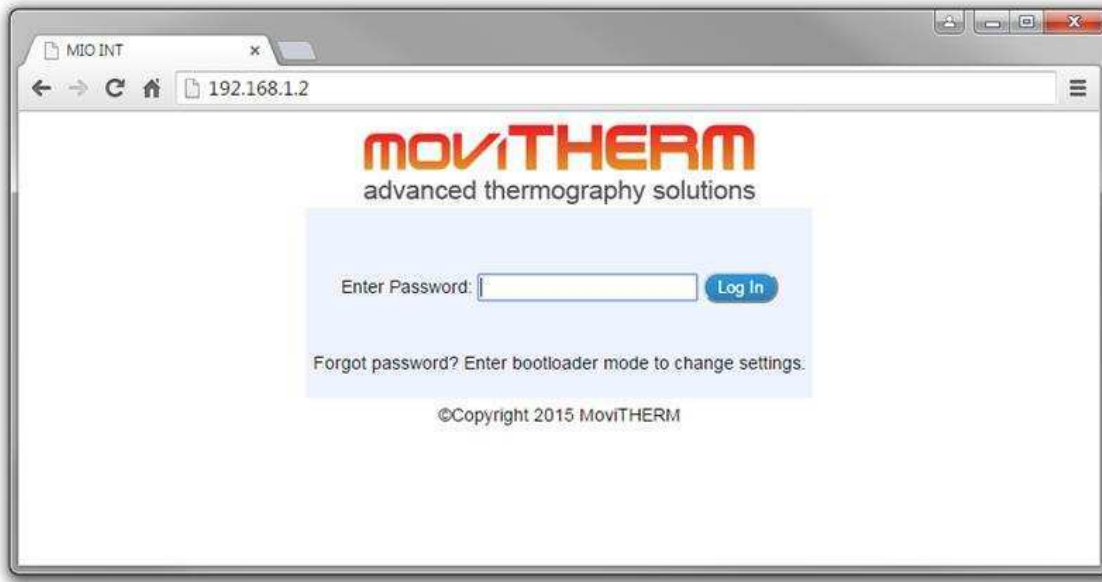 MIO INT
192.168.1.2
moviTHERM
advanced thermography solutions
Enter Password: Log In
Forgot password? Enter bootloader mode to change settings.
©Copyright 2015 MoviTHERM